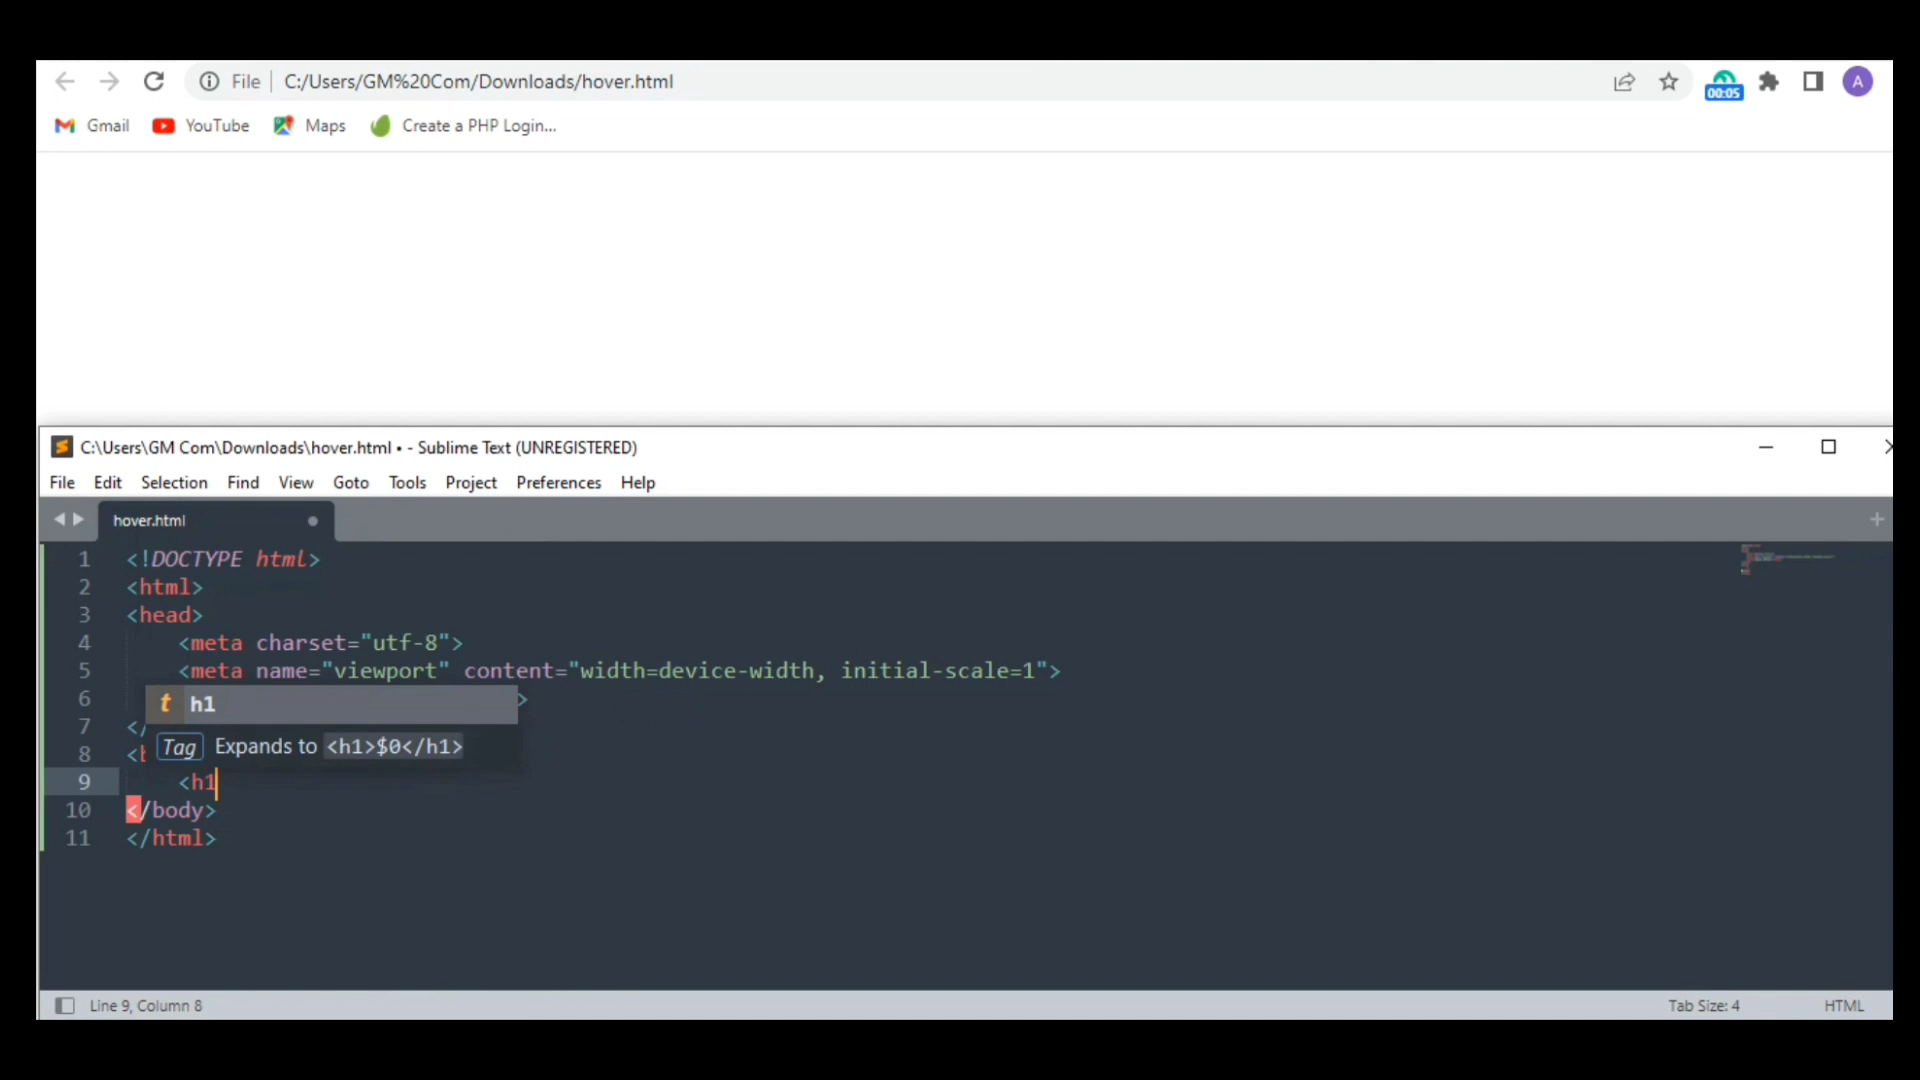 File C:/Users/GM%20Com/Downloads/hover.html
00:05
A
Gmail YouTube Maps Create a PHP Login...
C:\Users\GM Com\Downloads\hover.html • - Sublime Text (UNREGISTERED)
File Edit Selection Find View Goto Tools Project Preferences Help
hover.html
1 <!DOCTYPE html>
2 <html>
3 <head>
4 <meta charset="utf-8">
5 <meta name="viewport" content="width=device-width, initial-scale=1">
6 >
t h1
7 </
Tag Expands to <h1>$0</h1>
8 <b
9 <h1
10 </body>
11 </html>
Line 9, Column 8 Tab Size: 4 HTML